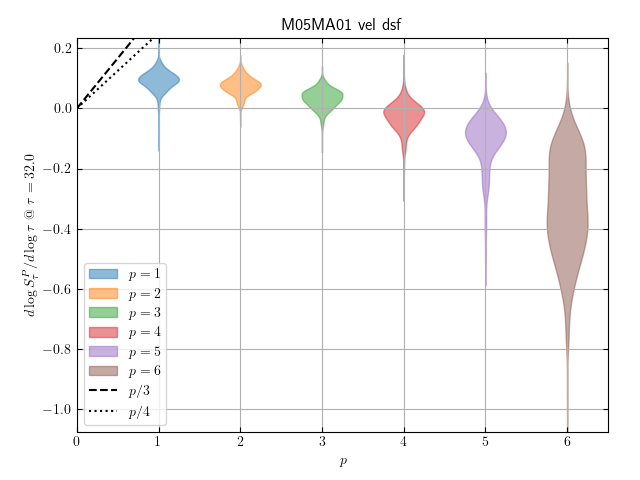 M05MA01 vel dsf
d log S_τ^P / d log τ @ τ = 32.0
0.2
0.0
−0.2
−0.4
−0.6
−0.8
−1.0
p = 1
p = 2
p = 3
p = 4
p = 5
p = 6
p/3
p/4
0 1 2 3 4 5 6
p